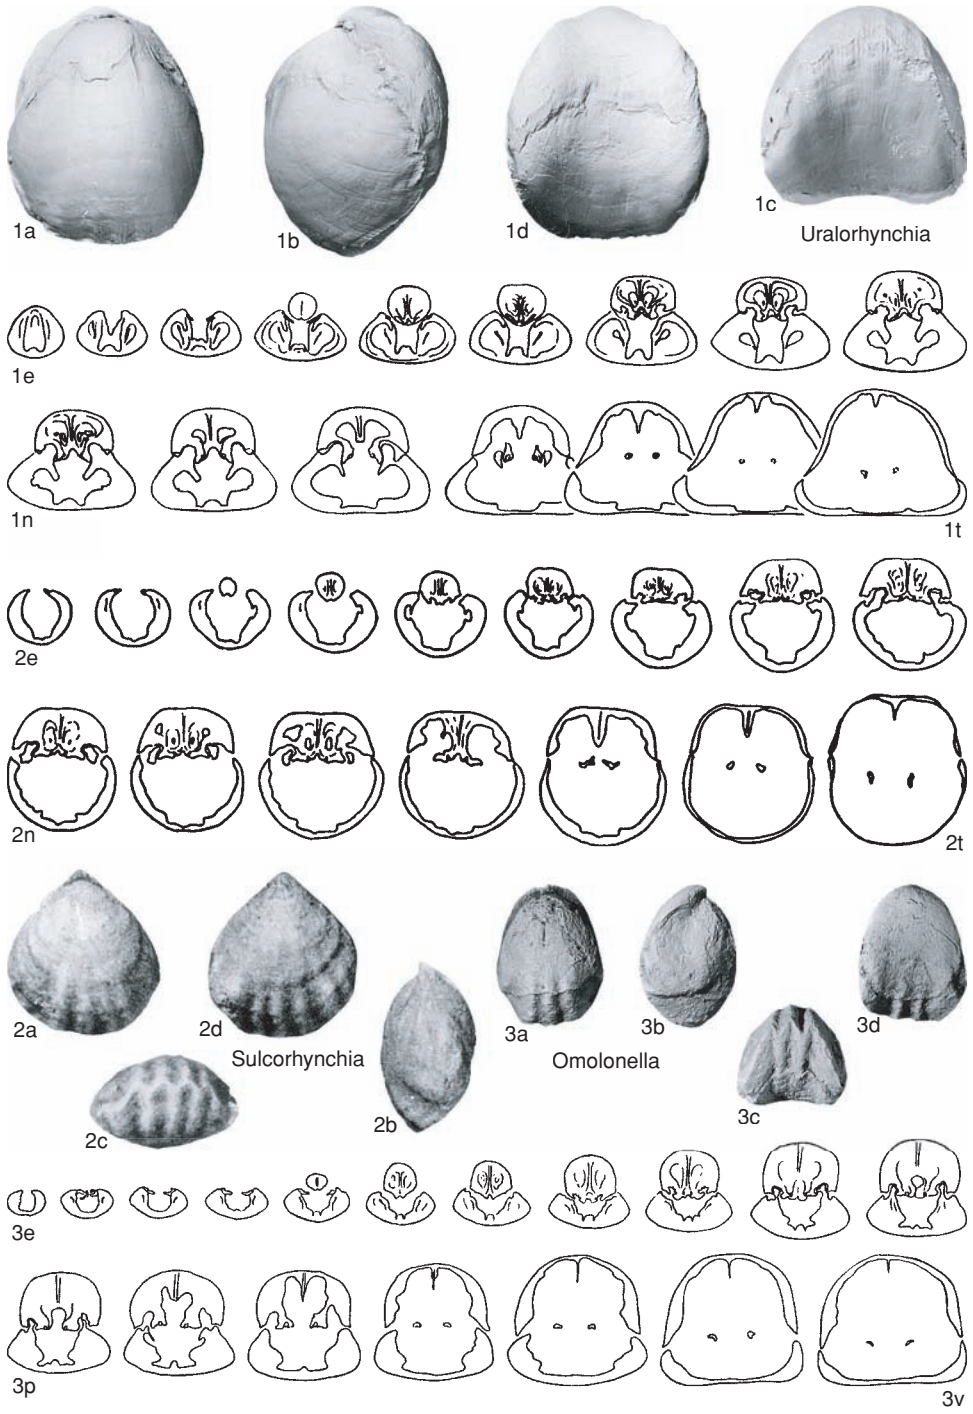 1a
1b
1d
1c
Uralorhynchia
1e
1n
1t
2e
2n
2t
2a
2d
Sulcorhynchia
2c
2b
3a
3b
Omolonella
3c
3d
3e
3p
3v